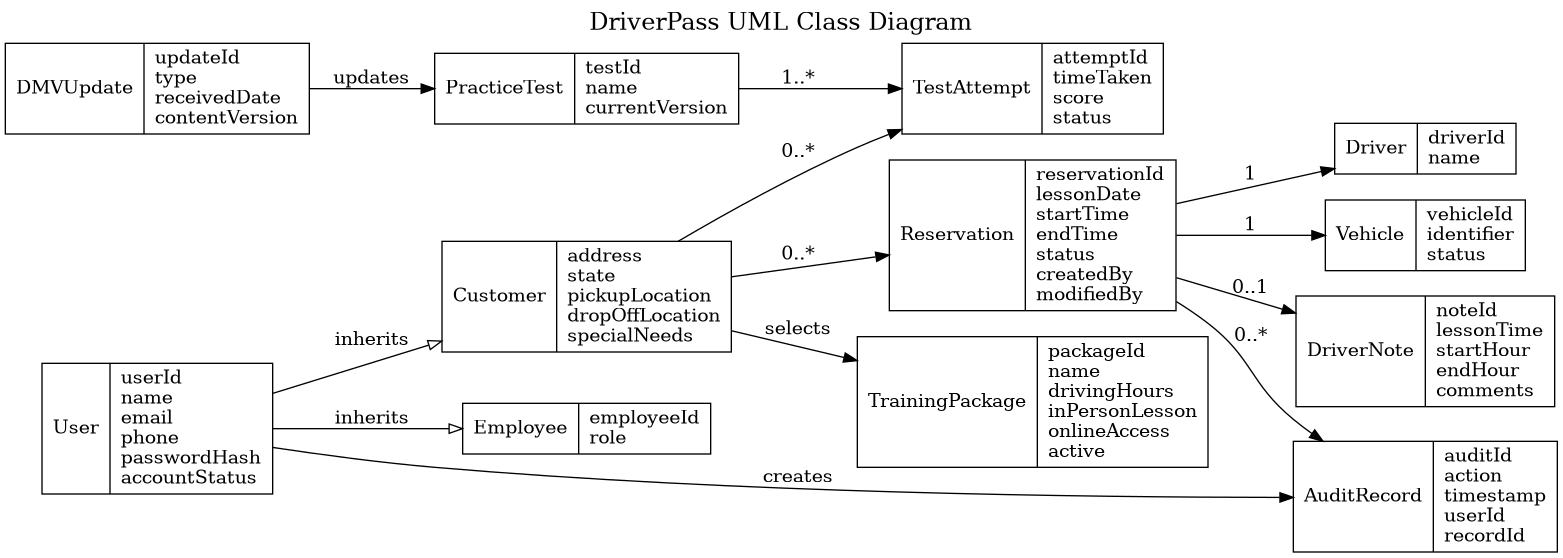 DriverPass UML Class Diagram
DMVUpdate
updateId
type
receivedDate
contentVersion
updates
PracticeTest
testId
name
currentVersion
1..*
TestAttempt
attemptId
timeTaken
score
status
0..*
Driver
driverId
name
1
Reservation
reservationId
lessonDate
startTime
endTime
status
createdBy
modifiedBy
1
Vehicle
vehicleId
identifier
status
Customer
address
state
pickupLocation
dropOffLocation
specialNeeds
0..*
0..1
DriverNote
noteId
lessonTime
startHour
endHour
comments
selects
0..*
TrainingPackage
packageId
name
drivingHours
inPersonLesson
onlineAccess
active
inherits
User
userId
name
email
phone
passwordHash
accountStatus
inherits
Employee
employeeId
role
creates
AuditRecord
auditId
action
timestamp
userId
recordId